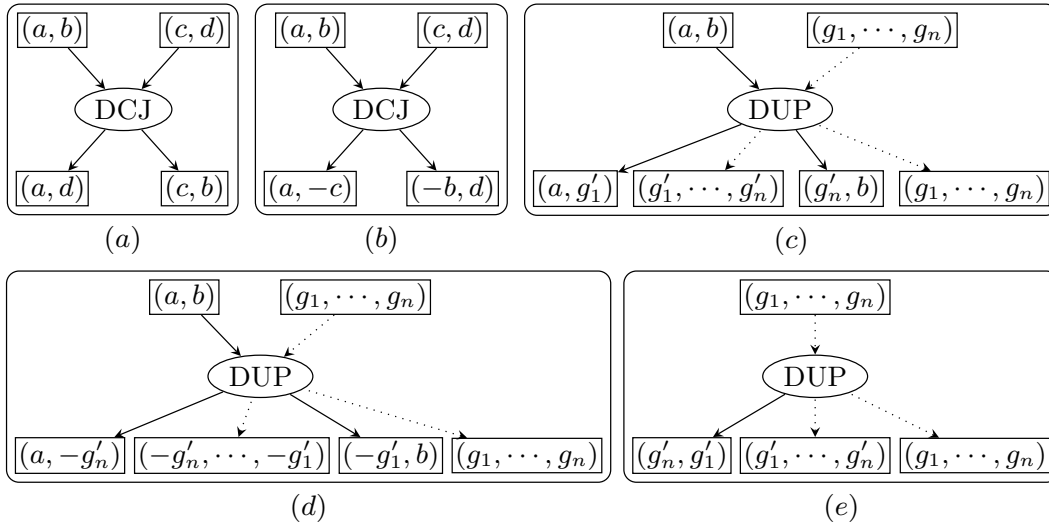 (a, b) (c, d) (a, b) (c, d) (a, b) (g₁, ⋯, gₙ)
DCJ DCJ DUP
(a, d) (c, b) (a, −c) (−b, d) (a, g′₁) (g′₁, ⋯, g′ₙ) (g′ₙ, b) (g₁, ⋯, gₙ)
(a) (b) (c)
(a, b) (g₁, ⋯, gₙ) (g₁, ⋯, gₙ)
DUP DUP
(a, −g′ₙ) (−g′ₙ, ⋯, −g′₁) (−g′₁, b) (g₁, ⋯, gₙ) (g′ₙ, g′₁) (g′₁, ⋯, g′ₙ) (g₁, ⋯, gₙ)
(d) (e)